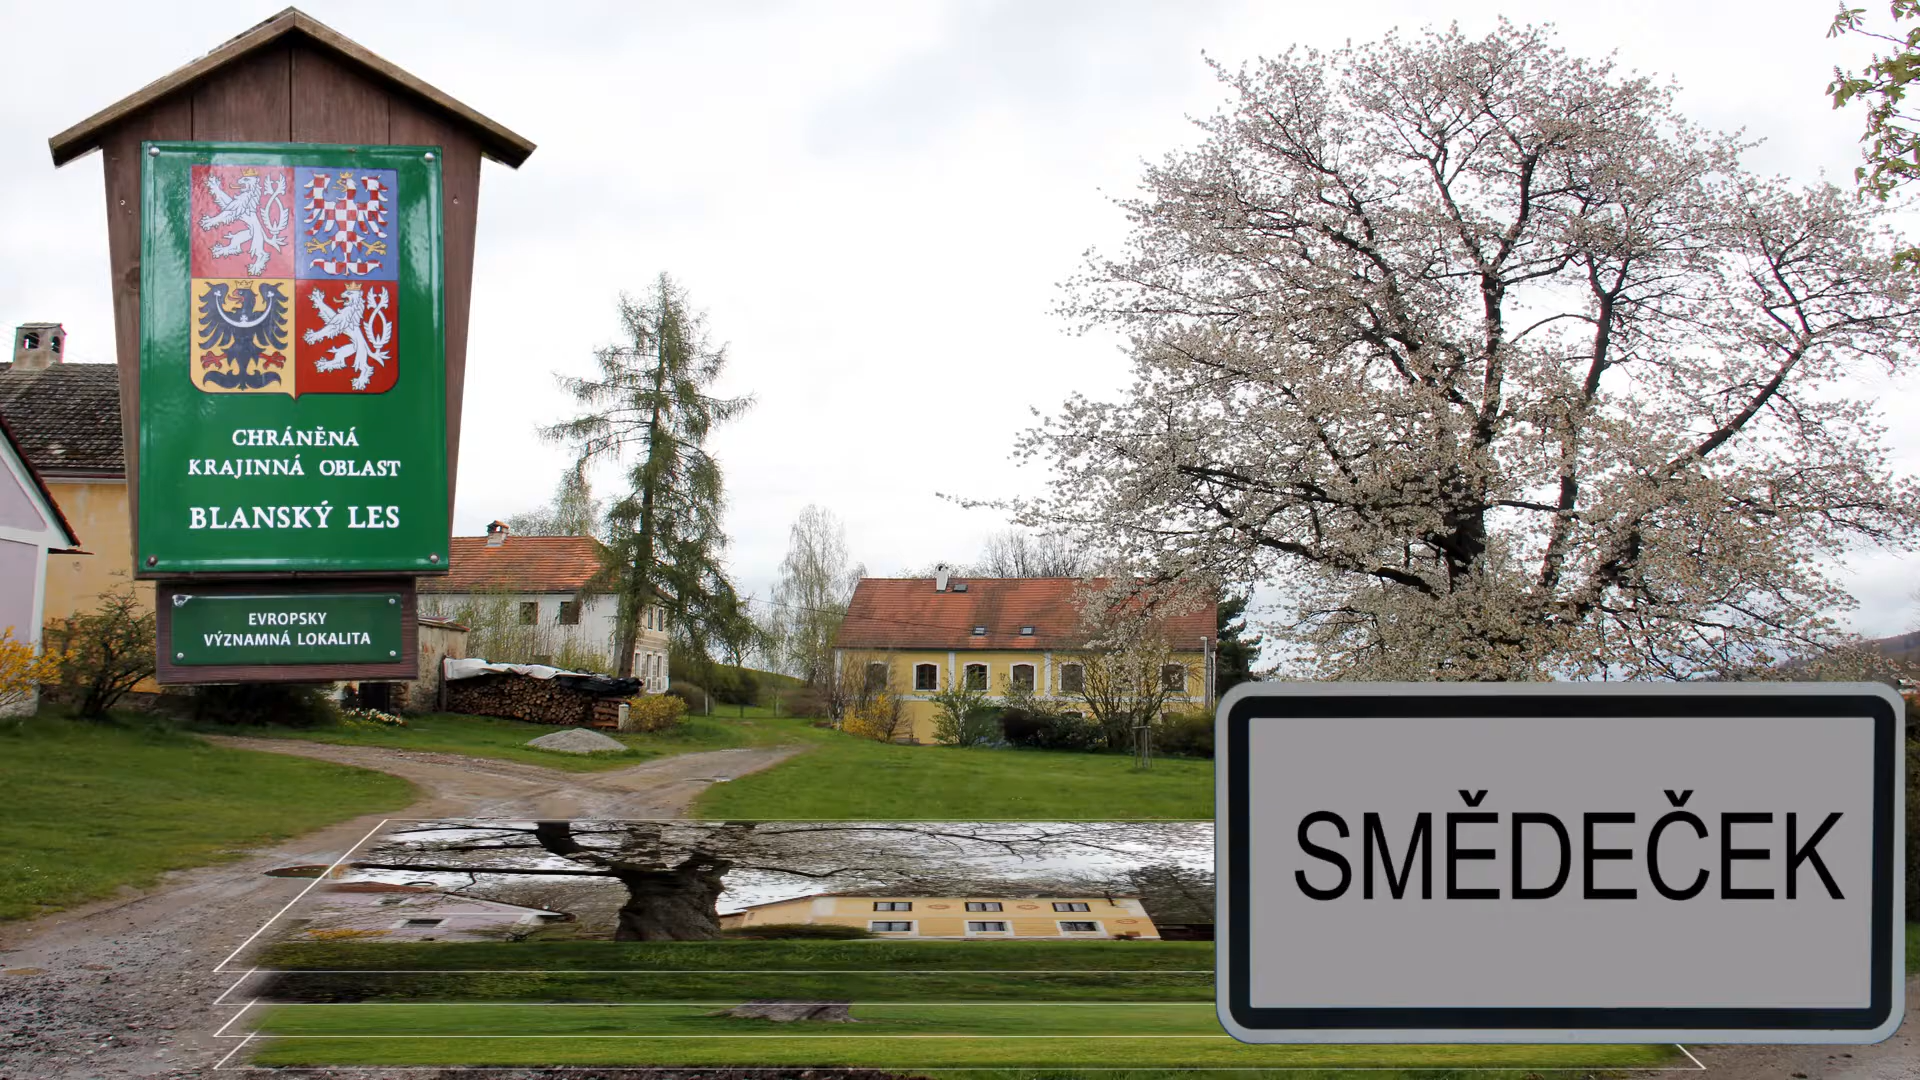 CHRÁNĚNÁ
KRAJINNÁ OBLAST
BLANSKÝ LES
EVROPSKY
VÝZNAMNÁ LOKALITA
SMĚDEČEK